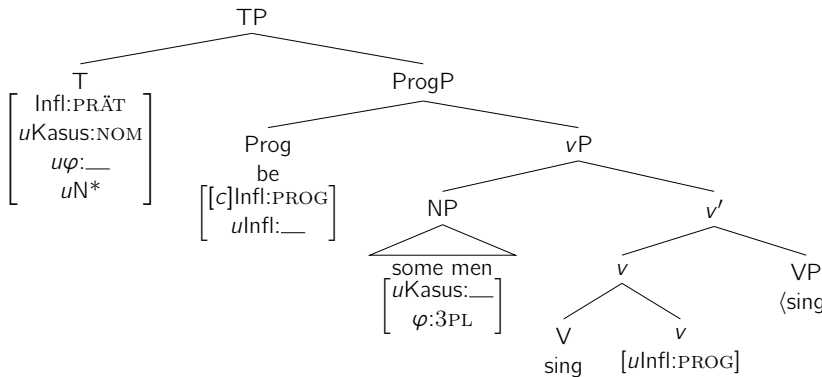 TP
T ProgP
Infl:PRÄT
uKasus:NOM
uφ:__
uN*
Prog vP
be
[c]Infl:PROG
uInfl:__
NP v′
some men
uKasus:__
φ:3PL
v VP
⟨sing
V v
sing [uInfl:PROG]